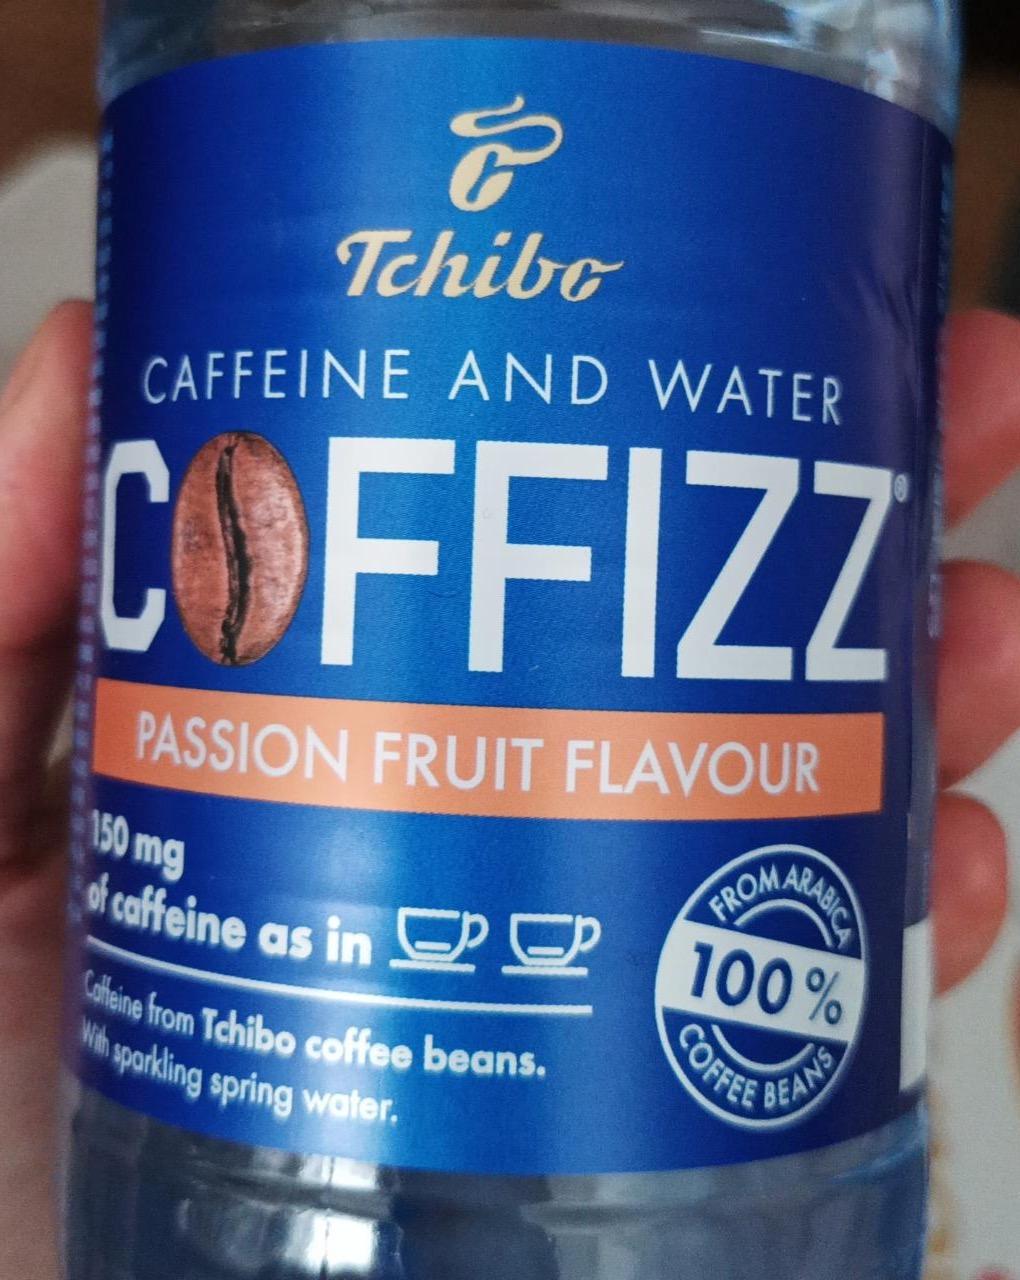 Tchibo
CAFFEINE AND WATER
COFFIZZ®
PASSION FRUIT FLAVOUR
150 mg
of caffeine as in
Caffeine from Tchibo coffee beans.
With sparkling spring water.
FROM ARABICA
100 %
COFFEE BEANS